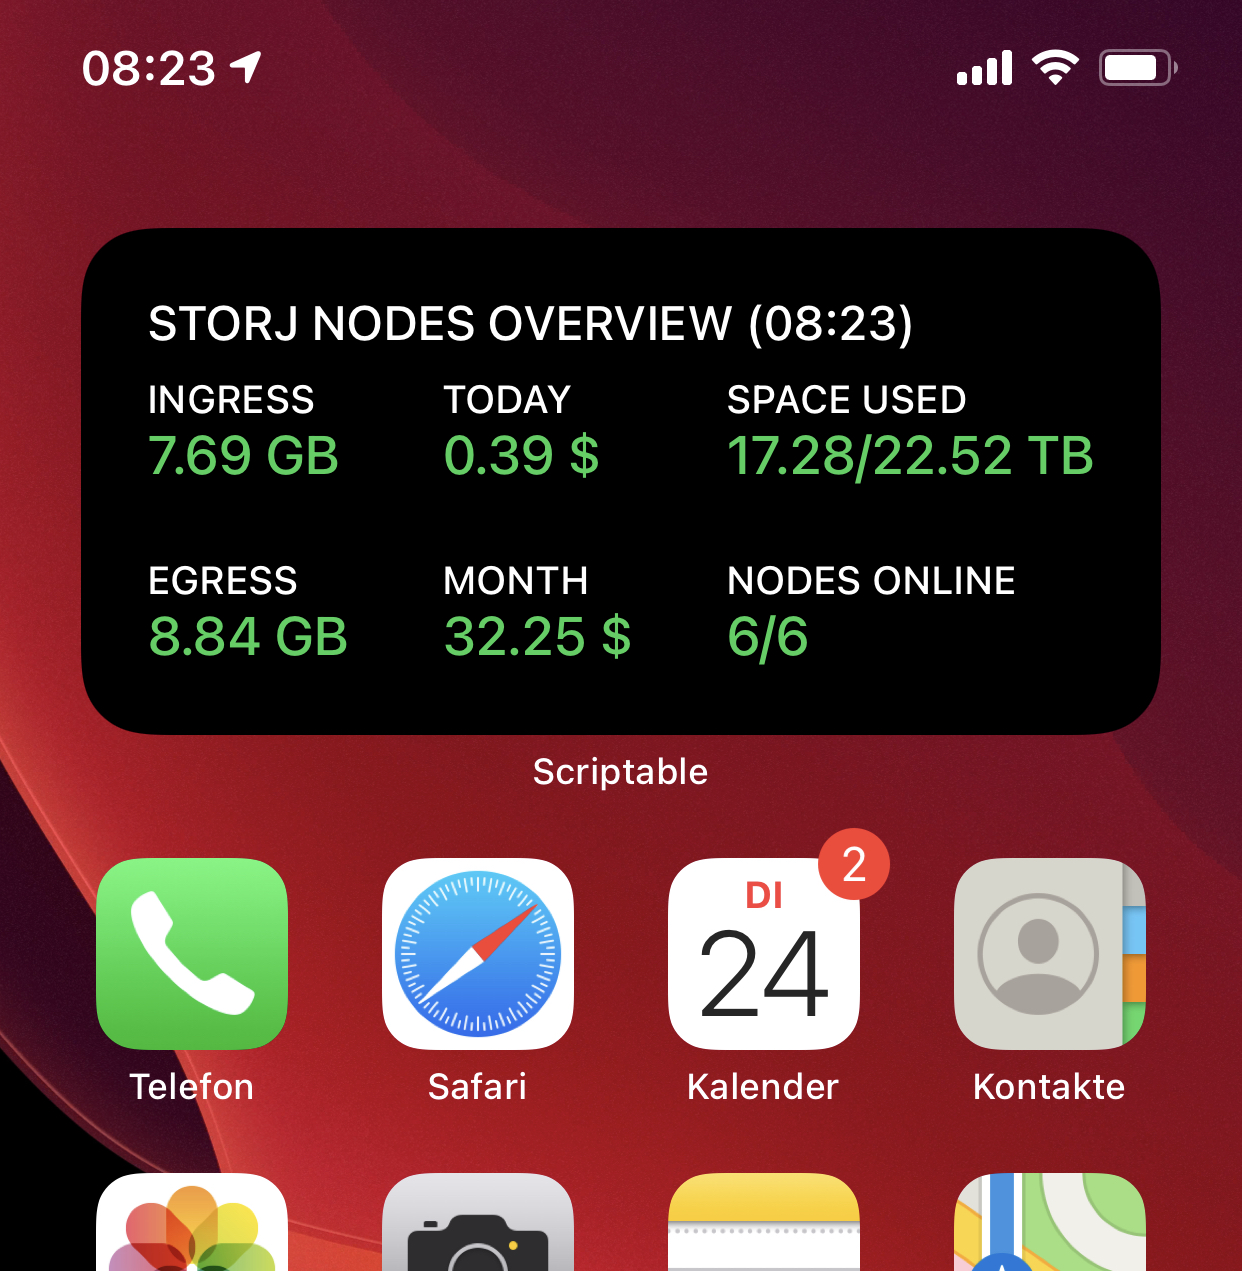 08:23
STORJ NODES OVERVIEW (08:23)
INGRESS TODAY SPACE USED
7.69 GB 0.39 $ 17.28/22.52 TB
EGRESS MONTH NODES ONLINE
8.84 GB 32.25 $ 6/6
Scriptable
2
DI
24
Telefon Safari Kalender Kontakte